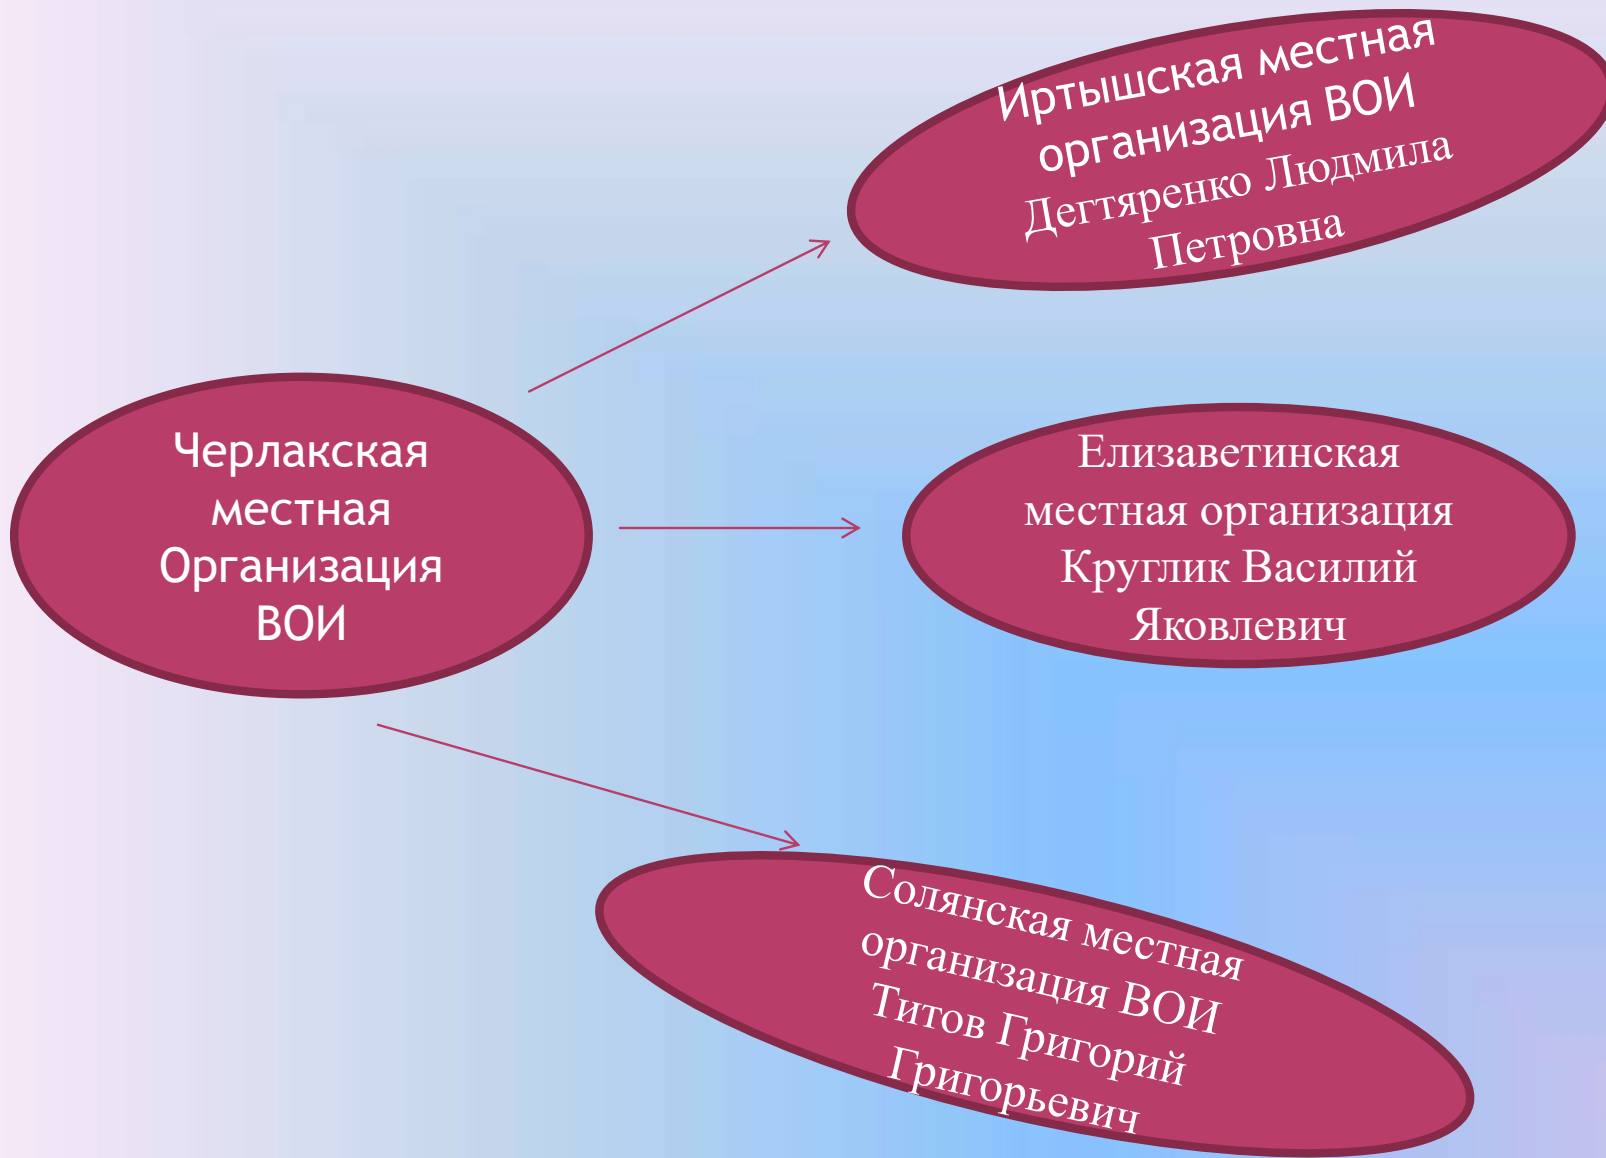 Иртышская местная
организация ВОИ
Дегтяренко Людмила
Петровна
Черлакская
местная
Организация
ВОИ
Елизаветинская
местная организация
Круглик Василий
Яковлевич
Солянская местная
организация ВОИ
Титов Григорий
Григорьевич